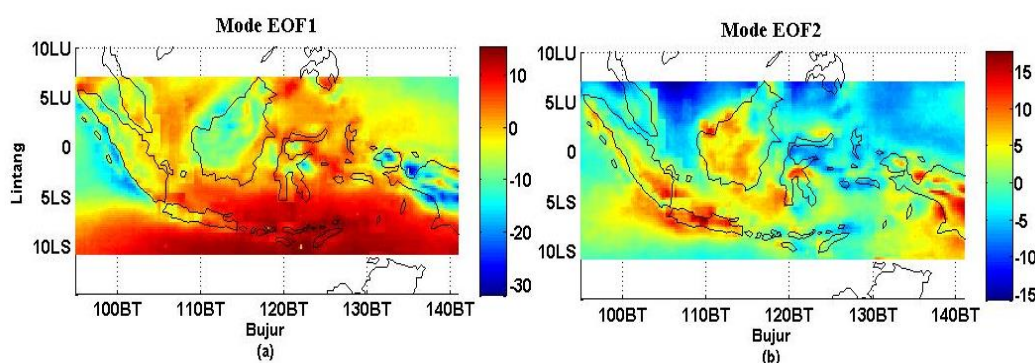 Mode EOF1
10LU
5LU
0
5LS
10LS
Lintang
100BT 110BT 120BT 130BT 140BT
Bujur
(a)
10
0
-10
-20
-30
Mode EOF2
10LU
5LU
0
5LS
10LS
100BT 110BT 120BT 130BT 140BT
Bujur
(b)
15
10
5
0
-5
-10
-15